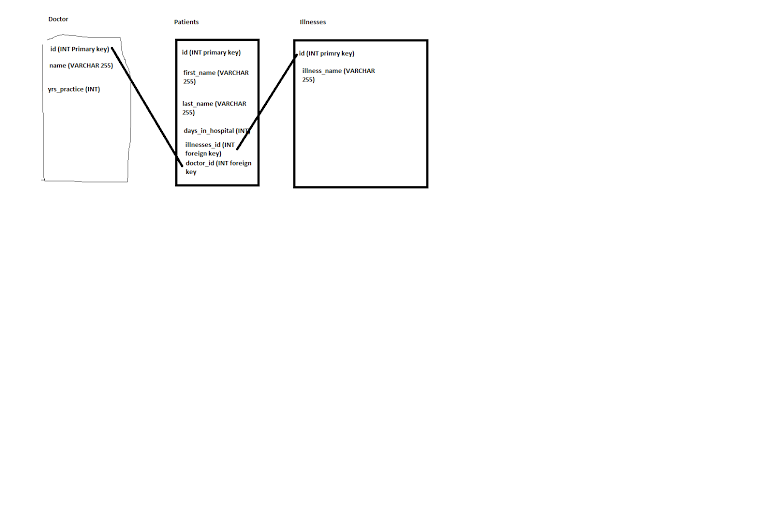 Doctor
id (INT Primary key)
name (VARCHAR 255)
yrs_practice (INT)
Patients
id (INT primary key)
first_name (VARCHAR
255)
last_name (VARCHAR
255)
days_in_hospital (INT)
illnesses_id (INT
foreign key)
doctor_id (INT foreign
key
Illnesses
id (INT primry key)
illness_name (VARCHAR
255)